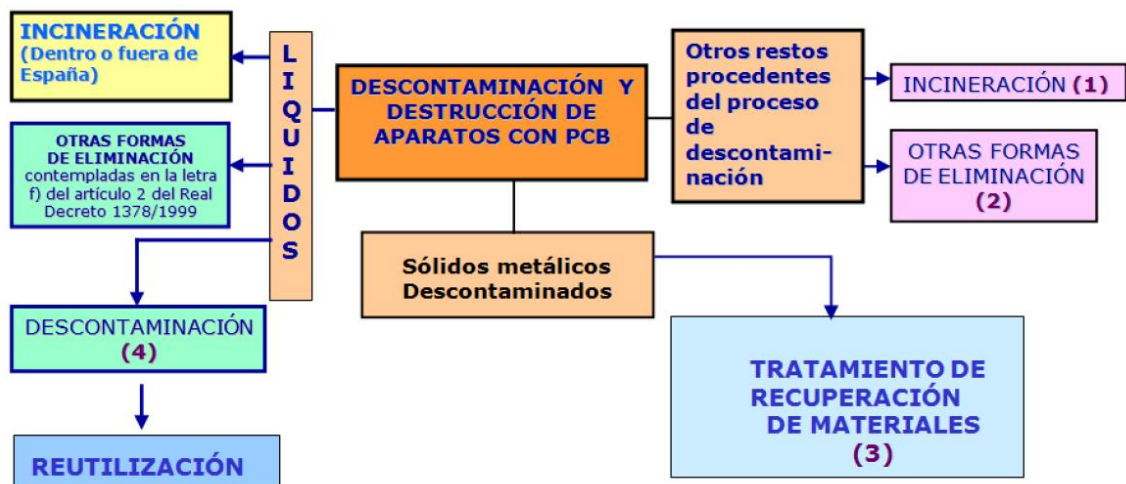 INCINERACIÓN
(Dentro o fuera de
España)
OTRAS FORMAS
DE ELIMINACIÓN
contempladas en la letra
f) del artículo 2 del Real
Decreto 1378/1999
DESCONTAMINACIÓN
(4)
REUTILIZACIÓN
L
I
Q
U
I
D
O
S
DESCONTAMINACIÓN Y
DESTRUCCIÓN DE
APARATOS CON PCB
Sólidos metálicos
Descontaminados
Otros restos
procedentes
del proceso
de
descontami-
nación
INCINERACIÓN (1)
OTRAS FORMAS
DE ELIMINACIÓN
(2)
TRATAMIENTO DE
RECUPERACIÓN
DE MATERIALES
(3)